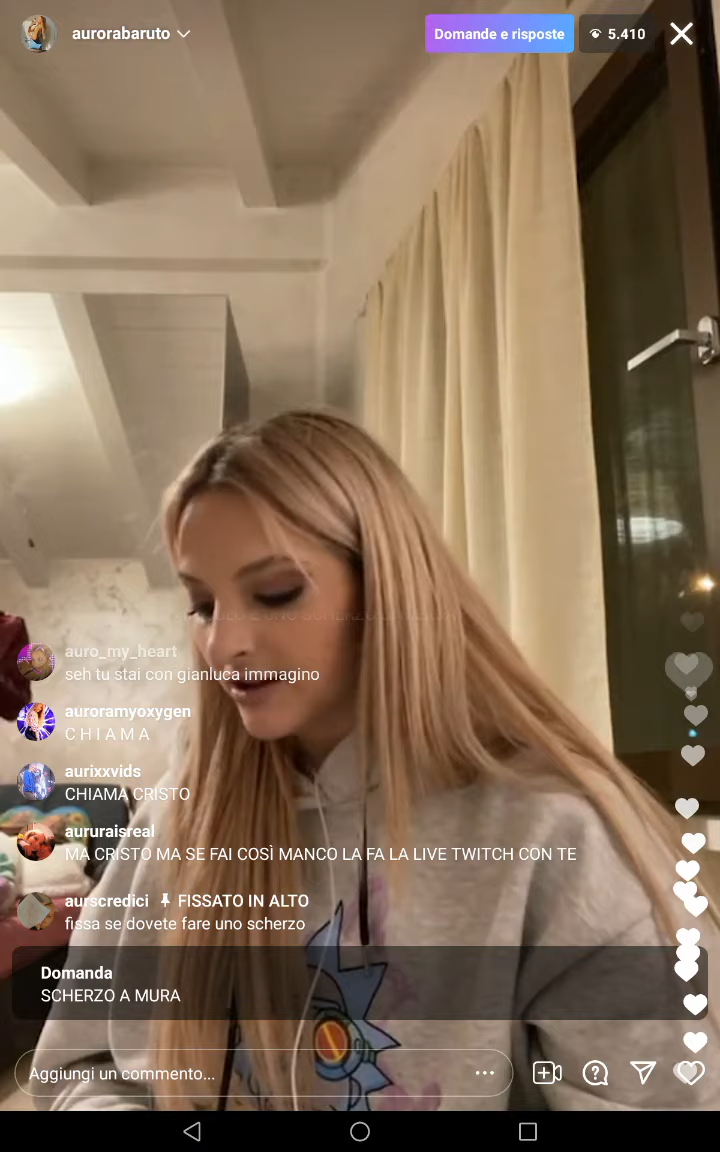 aurorabaruto
Domande e risposte
5.410
auro_my_heart
seh tu stai con gianluca immagino
auroramyoxygen
C H I A M A
aurixxvids
CHIAMA CRISTO
aururaisreal
MA CRISTO MA SE FAI COSÌ MANCO LA FA LA LIVE TWITCH CON TE
aurscredici FISSATO IN ALTO
fissa se dovete fare uno scherzo
Domanda
SCHERZO A MURA
Aggiungi un commento...